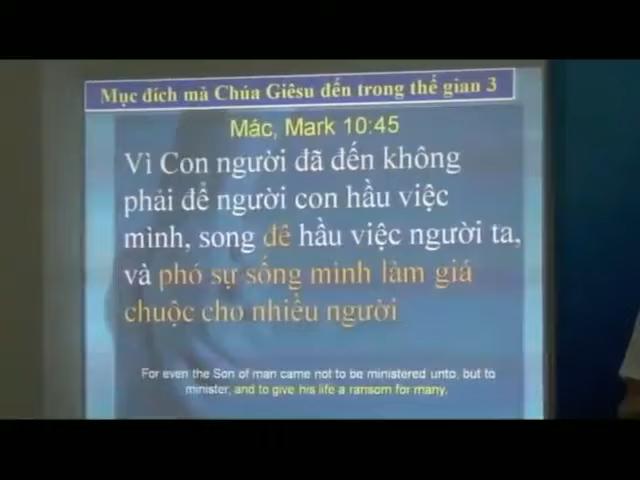 Mục đích mà Chúa Giêsu đến trong thế gian 3
Mác, Mark 10:45
Vì Con người đã đến không
phải để người con hầu việc
mình, song để hầu việc người ta,
và phó sự sống mình làm giá
chuộc cho nhiều người
For even the Son of man came not to be ministered unto, but to
minister, and to give his life a ransom for many.